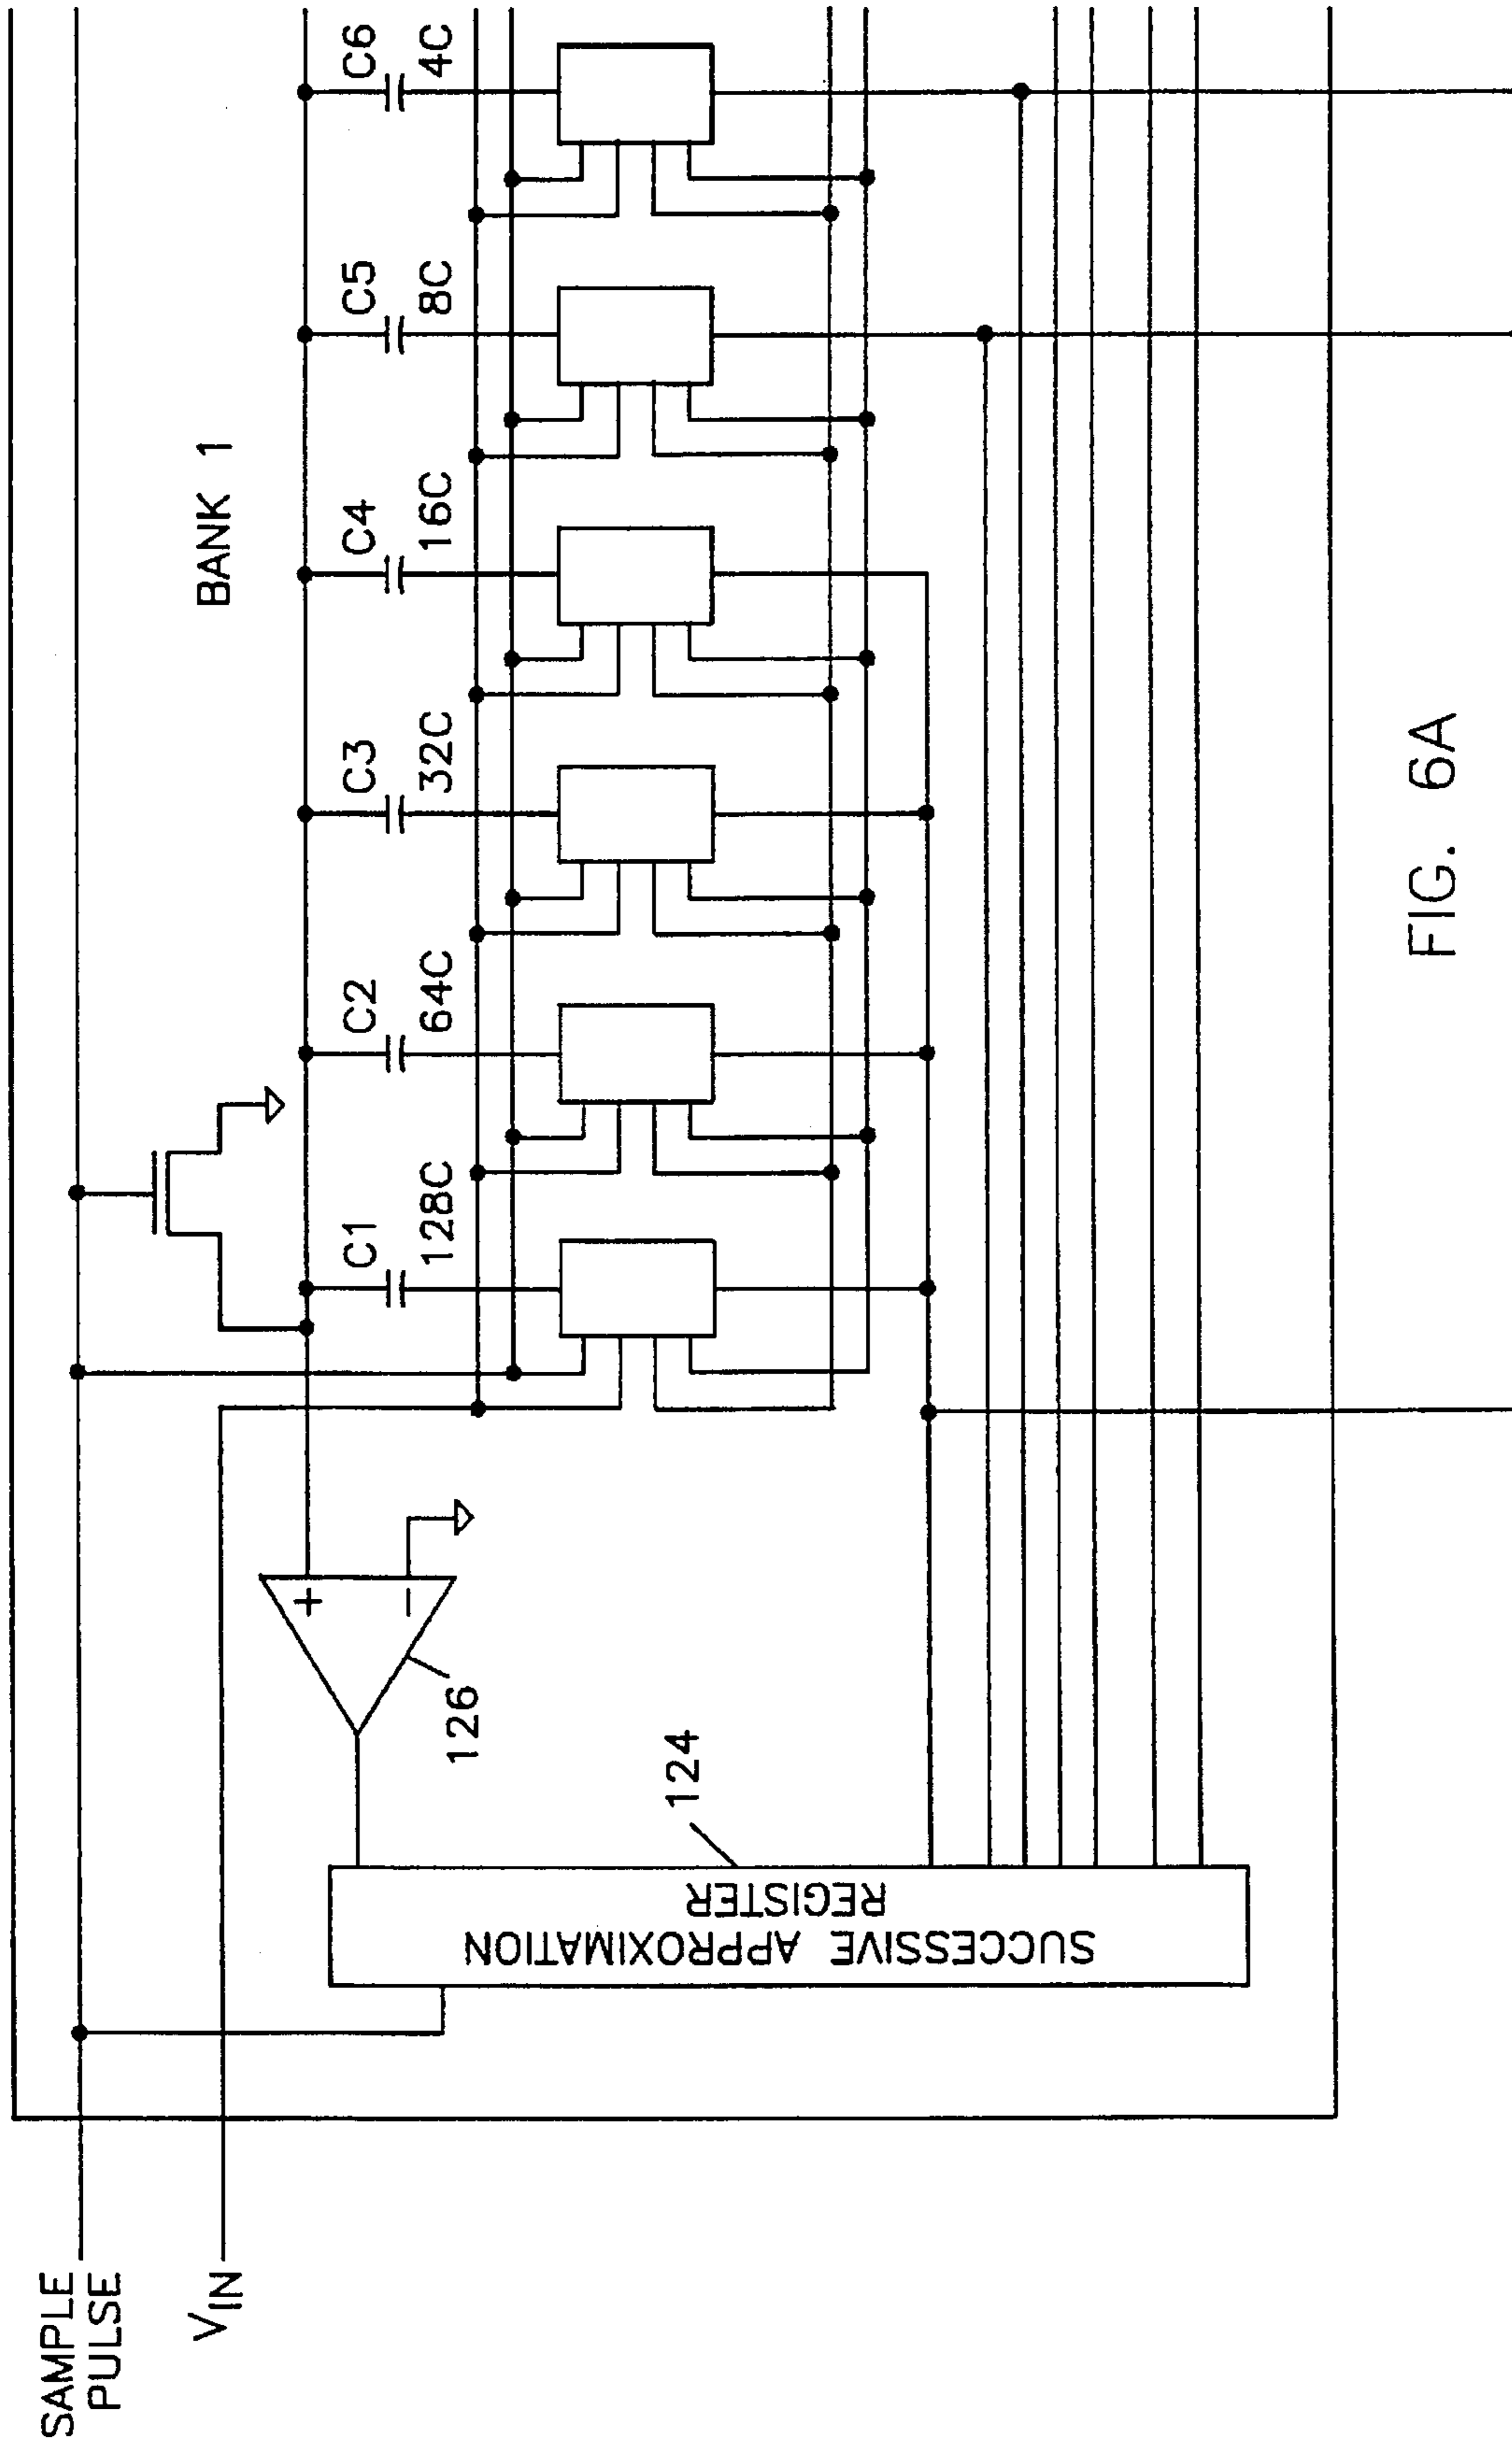 SAMPLE
PULSE
VIN
BANK 1
C1
128C
C2
64C
C3
32C
C4
16C
C5
8C
C6
4C
126
124
SUCCESSIVE APPROXIMATION
REGISTER
+
−
FIG. 6A